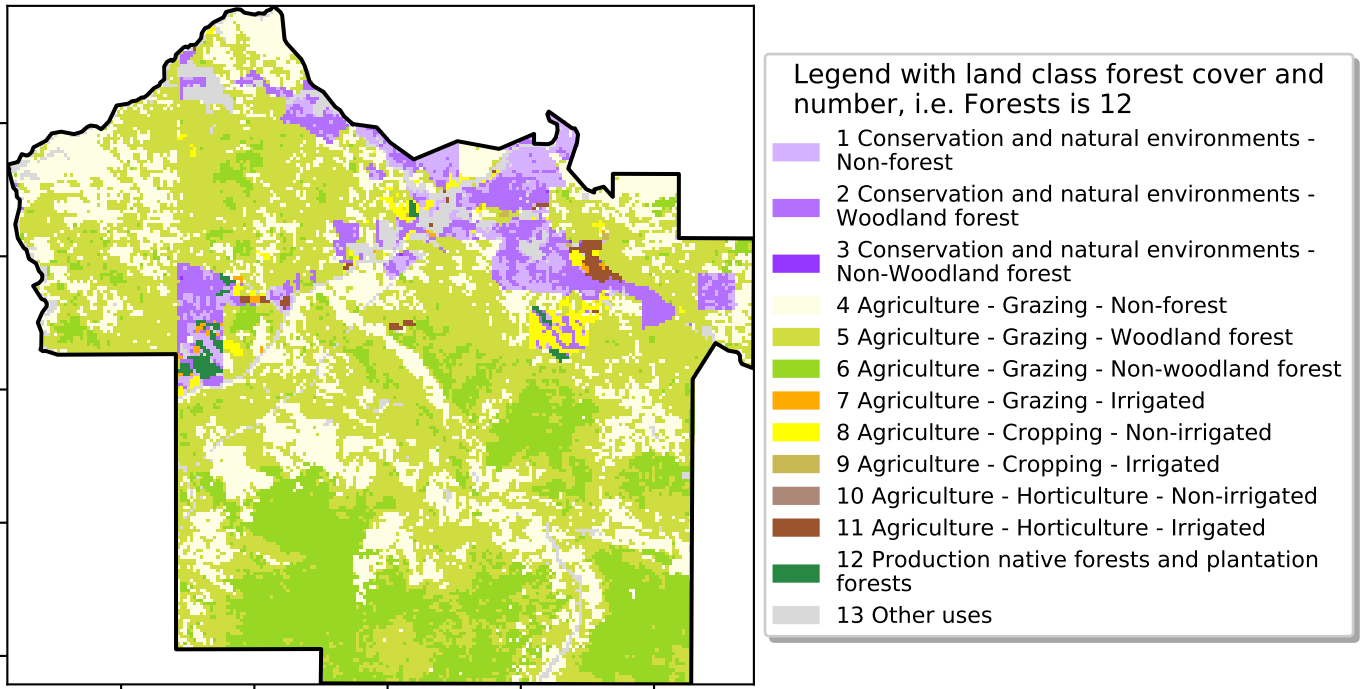 Legend with land class forest cover and
number, i.e. Forests is 12
1 Conservation and natural environments -
Non-forest
2 Conservation and natural environments -
Woodland forest
3 Conservation and natural environments -
Non-Woodland forest
4 Agriculture - Grazing - Non-forest
5 Agriculture - Grazing - Woodland forest
6 Agriculture - Grazing - Non-woodland forest
7 Agriculture - Grazing - Irrigated
8 Agriculture - Cropping - Non-irrigated
9 Agriculture - Cropping - Irrigated
10 Agriculture - Horticulture - Non-irrigated
11 Agriculture - Horticulture - Irrigated
12 Production native forests and plantation
forests
13 Other uses